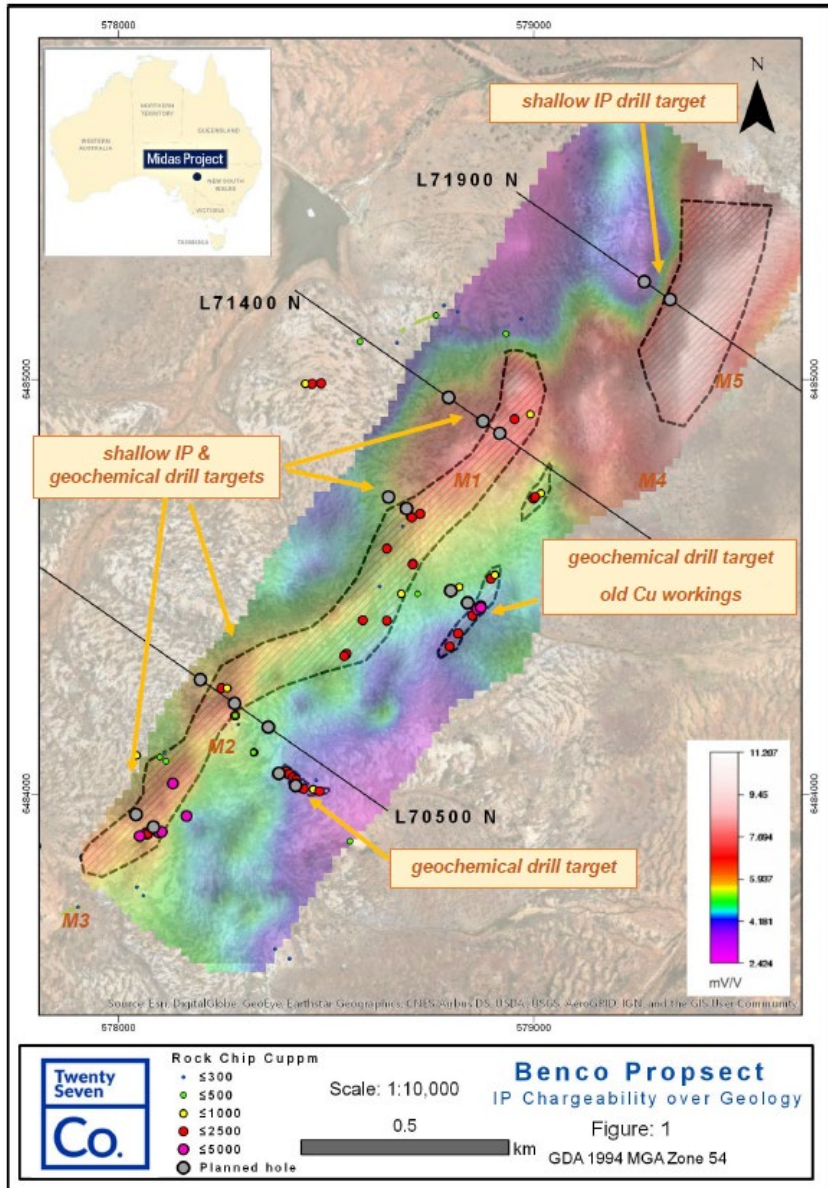 578000
579000
NORTHERN
TERRITORY
QUEENSLAND
WESTERN
AUSTRALIA
Midas Project
NEW SOUTH
WALES
VICTORIA
TASMANIA
shallow IP drill target
N
L71900 N
L71400 N
6485000
6485000
M5
shallow IP &
geochemical drill targets
M1
M4
geochemical drill target
old Cu workings
M2
6484000
6484000
L70500 N
geochemical drill target
M3
11.207
9.45
7.694
5.937
4.181
2.424
mV/V
Source: Esri, DigitalGlobe, GeoEye, Earthstar Geographics, CNES/Airbus DS, USDA, USGS, AeroGRID, IGN, and the GIS User Community
578000
579000
Twenty
Seven
Co.
Rock Chip Cuppm
≤300
≤500
≤1000
≤2500
≤5000
Planned hole
Scale: 1:10,000
0.5
km
Benco Propsect
IP Chargeability over Geology
Figure: 1
GDA 1994 MGA Zone 54